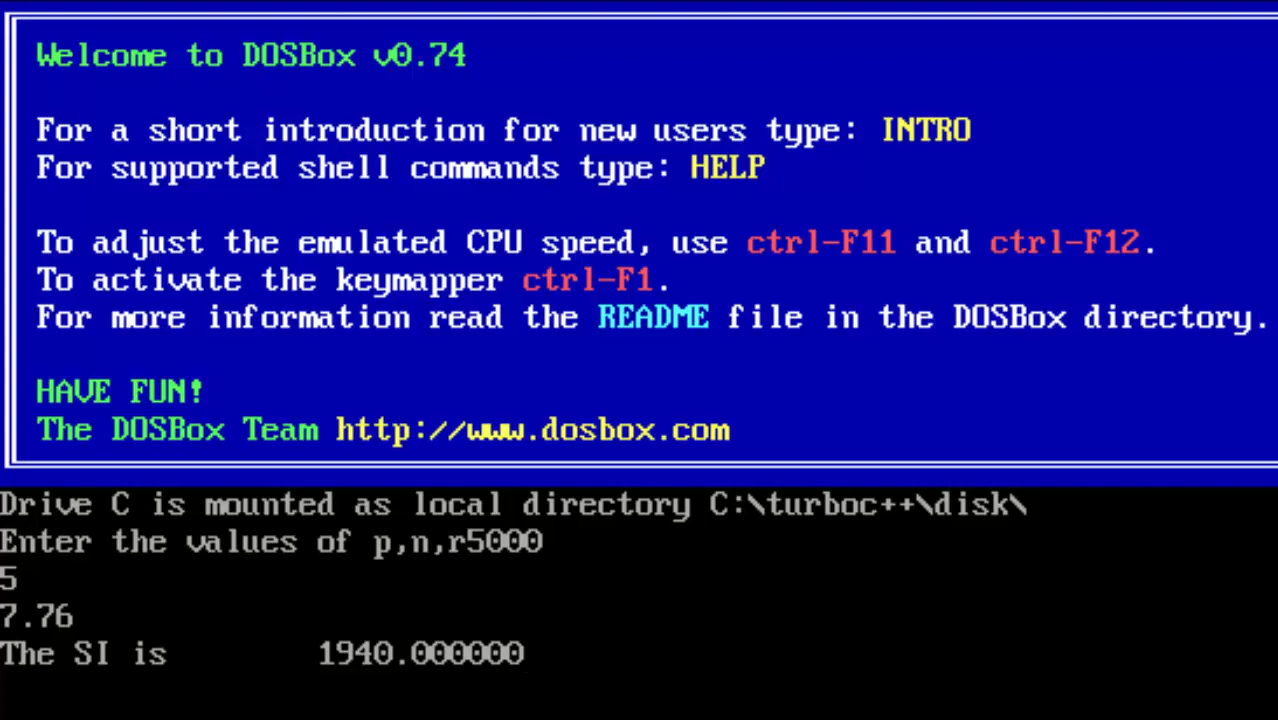 Welcome to DOSBox v0.74
For a short introduction for new users type: INTRO
For supported shell commands type: HELP
To adjust the emulated CPU speed, use ctrl-F11 and ctrl-F12.
To activate the keymapper ctrl-F1.
For more information read the README file in the DOSBox directory.
HAVE FUN!
The DOSBox Team http://www.dosbox.com
Drive C is mounted as local directory C:\turboc++\disk\
Enter the values of p,n,r5000
5
7.76
The SI is 1940.000000